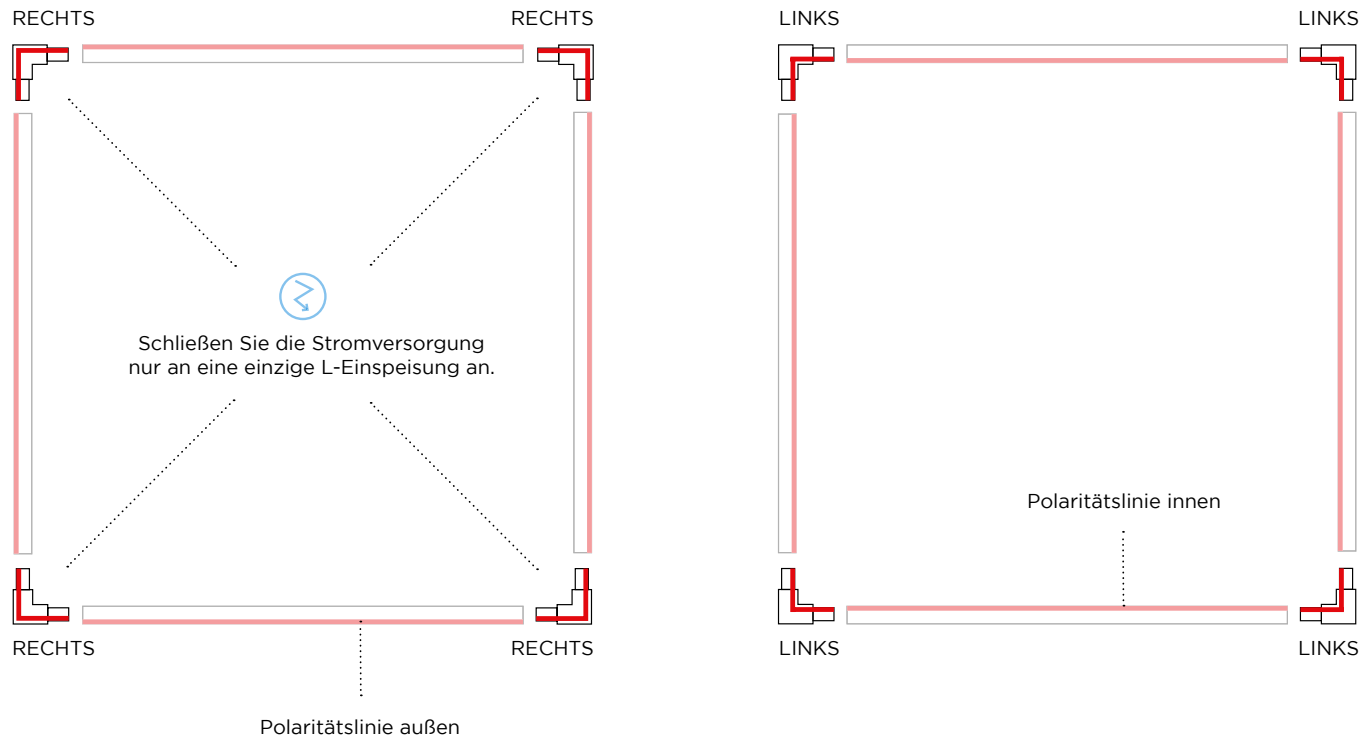 RECHTS
RECHTS
LINKS
LINKS
Schließen Sie die Stromversorgung
nur an eine einzige L-Einspeisung an.
Polaritätslinie innen
RECHTS
RECHTS
LINKS
LINKS
Polaritätslinie außen